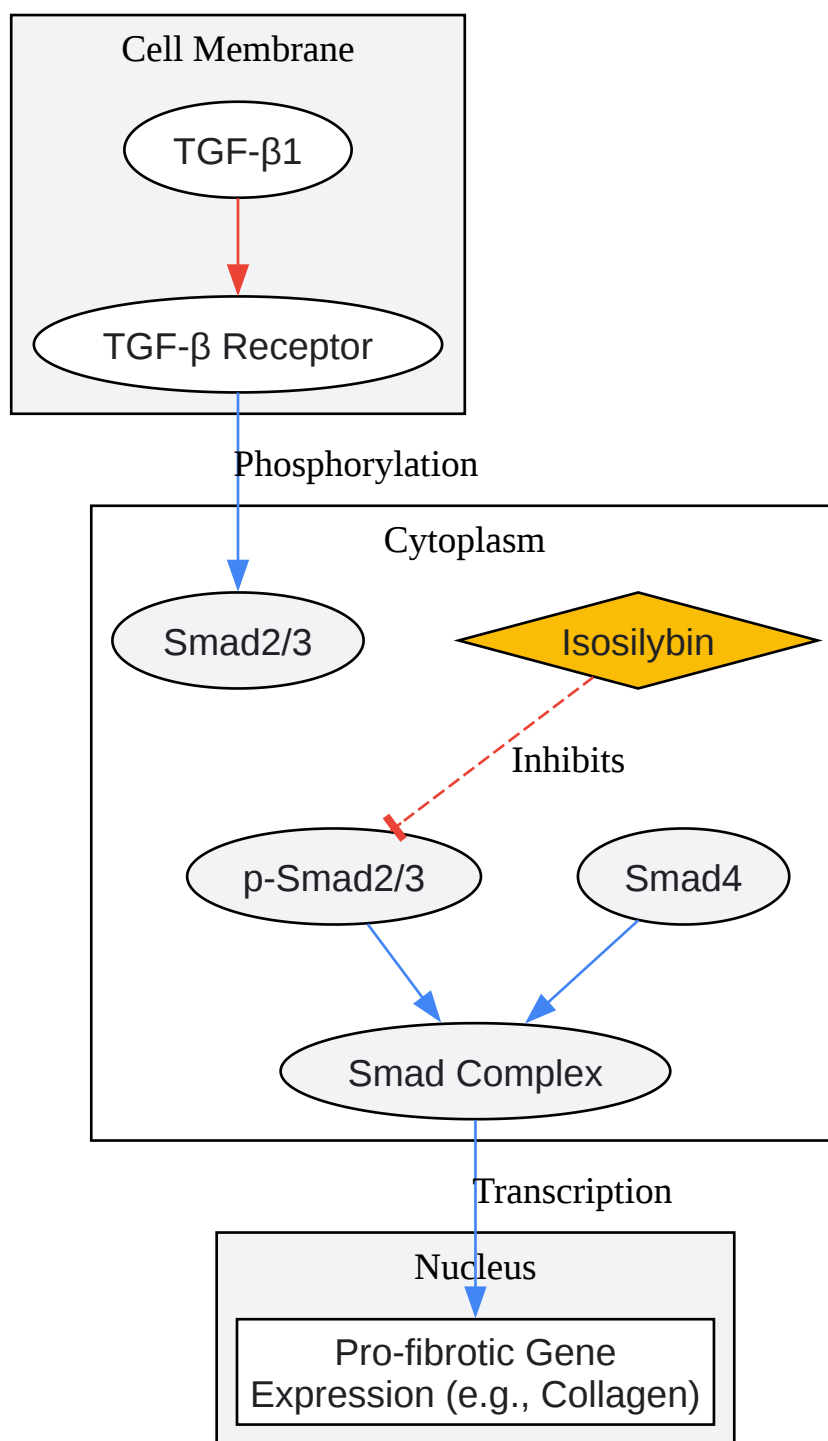 Cell Membrane
TGF-β1
TGF-β Receptor
Phosphorylation
Cytoplasm
Smad2/3
Isosilybin
Inhibits
p-Smad2/3
Smad4
Smad Complex
Transcription
Nucleus
Pro-fibrotic Gene
Expression (e.g., Collagen)